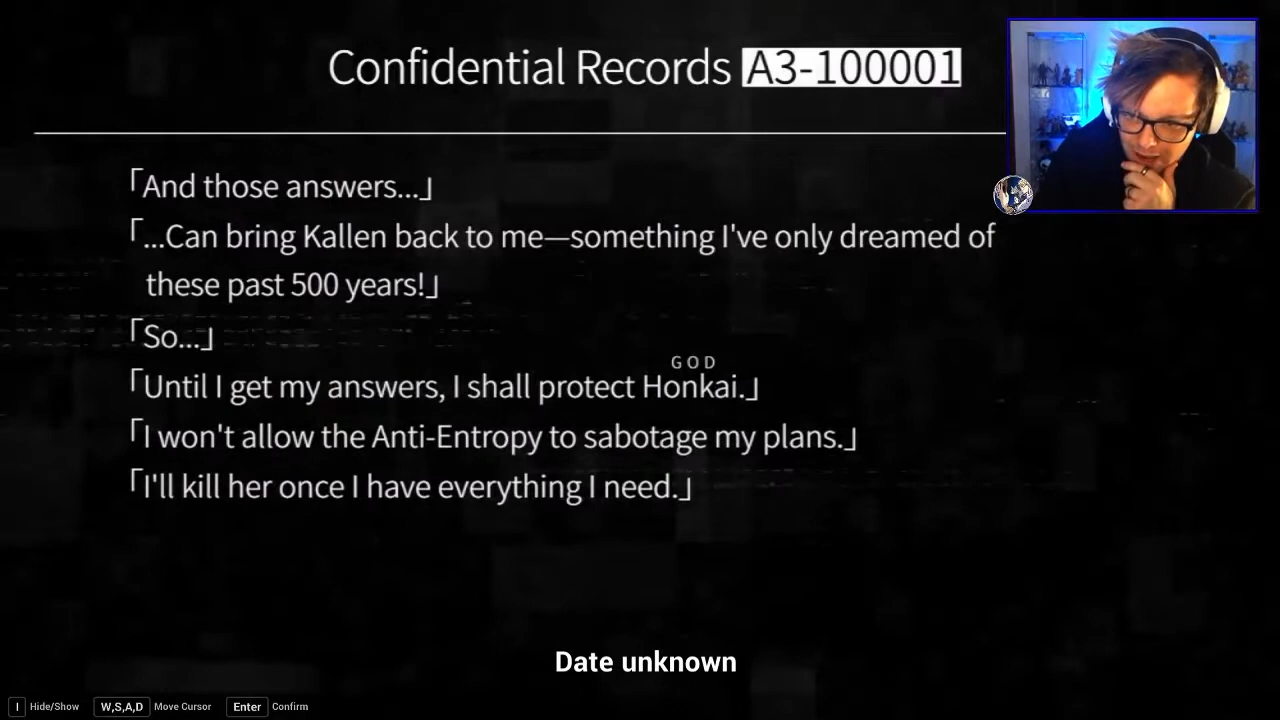 Confidential Records A3-100001
「And those answers...」
「...Can bring Kallen back to me—something I've only dreamed of
these past 500 years!」
「So...」
GOD
「Until I get my answers, I shall protect Honkai.」
「I won't allow the Anti-Entropy to sabotage my plans.」
「I'll kill her once I have everything I need.」
Date unknown
I Hide/Show W,S,A,D Move Cursor Enter Confirm